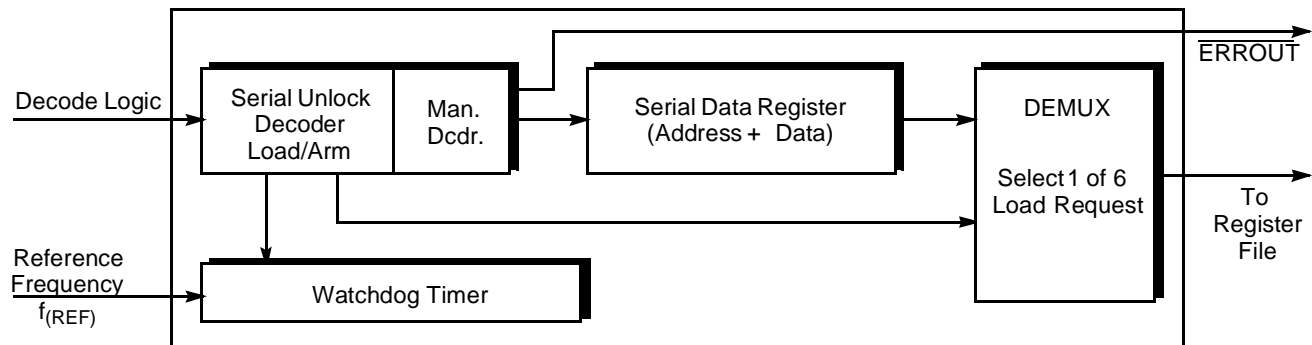 Decode Logic
Serial Unlock
Decoder
Load/Arm
Man.
Dcdr.
Serial Data Register
(Address + Data)
DEMUX
Select 1 of 6
Load Request
ERROUT
To
Register
File
Reference
Frequency
f(REF)
Watchdog Timer